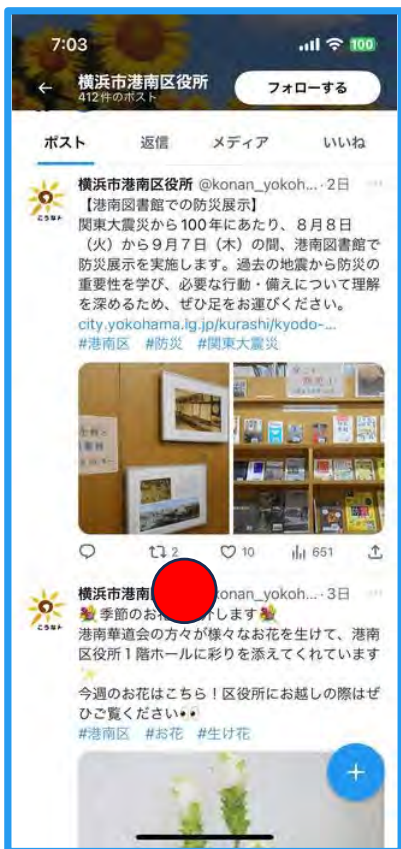 7:03
100
横浜市港南区役所
412件のポスト
フォローする
ポスト 返信 メディア いいね
横浜市港南区役所 @konan_yokoh... · 2日
【港南図書館での防災展示】
関東大震災から100年にあたり、８月８日
（火）から９月７日（木）の間、港南図書館で
防災展示を実施します。過去の地震から防災の
重要性を学び、必要な行動・備えについて理解
を深めるため、ぜひ足をお運びください。
city.yokohama.lg.jp/kurashi/kyodo-...
#港南区 #防災 #関東大震災
2 10 651
横浜市港南 konan_yokoh... · 3日
季節のお花 します
港南華道会の方々が様々なお花を生けて、港南
区役所１階ホールに彩りを添えてくれています
今週のお花はこちら！区役所にお越しの際はぜ
ひご覧ください
#港南区 #お花 #生け花